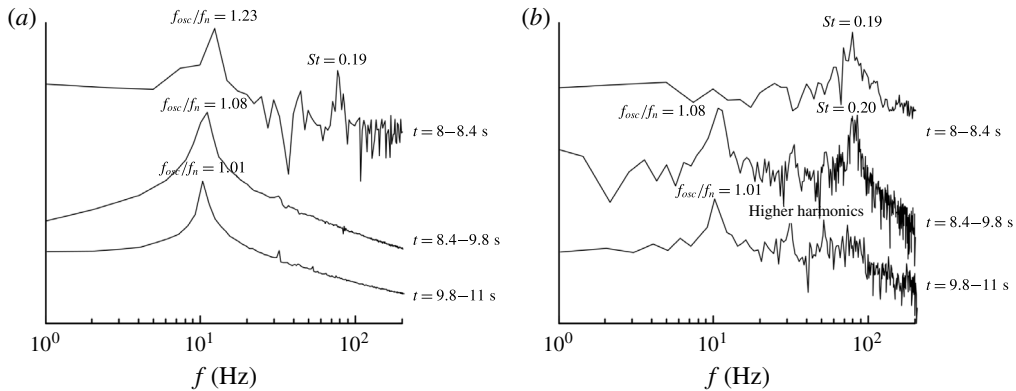 (a)
f_osc/f_n = 1.23
St = 0.19
f_osc/f_n = 1.08
t = 8–8.4 s
f_osc/f_n = 1.01
t = 8.4–9.8 s
t = 9.8–11 s
10^0
10^1
10^2
f (Hz)
(b)
St = 0.19
f_osc/f_n = 1.08
St = 0.20
t = 8–8.4 s
f_osc/f_n = 1.01
Higher harmonics
t = 8.4–9.8 s
t = 9.8–11 s
10^0
10^1
10^2
f (Hz)